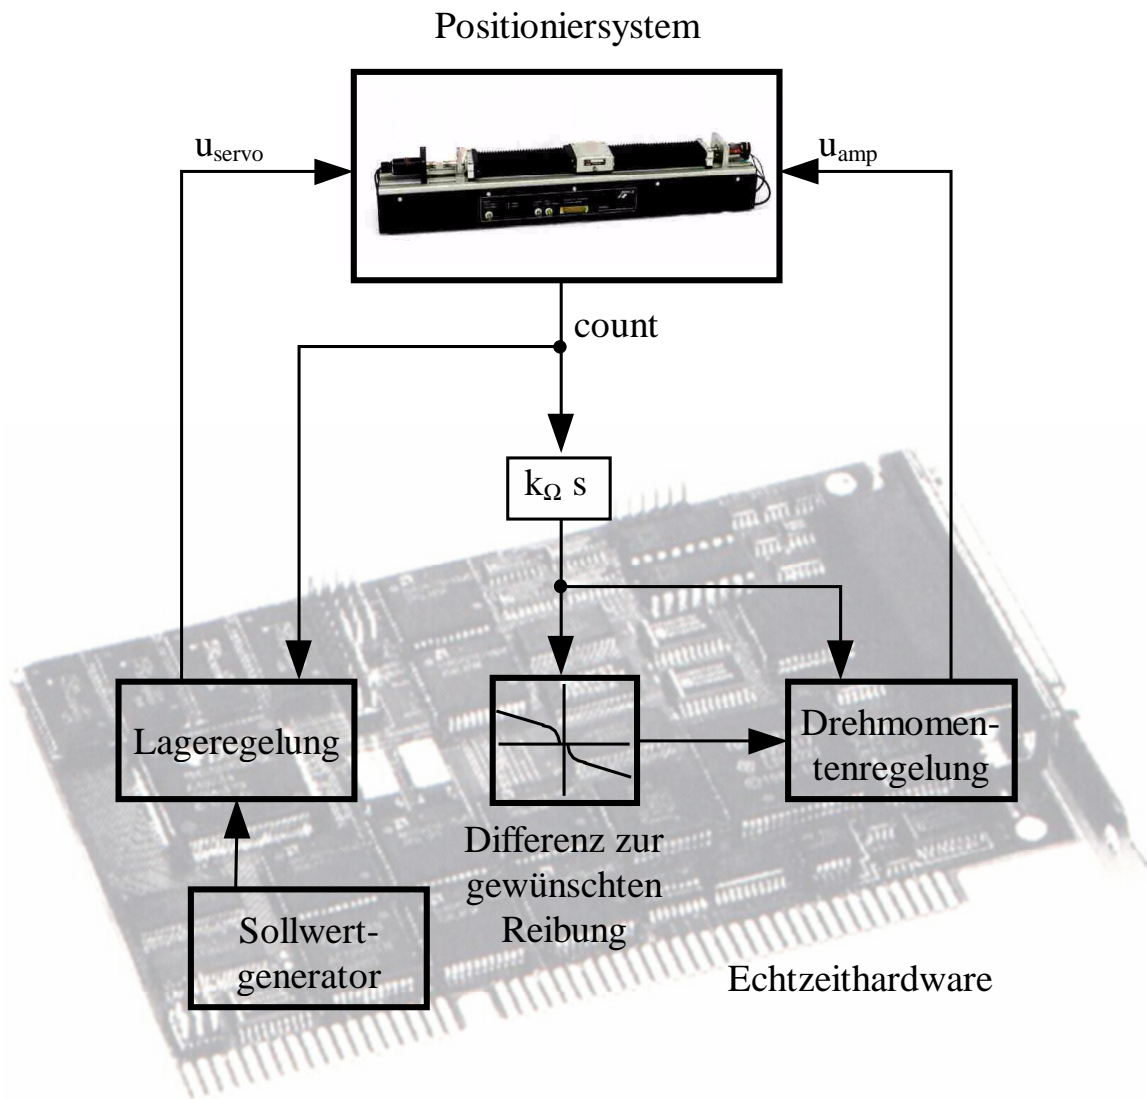 Positioniersystem
u_servo
u_amp
count
k_Ω s
Lageregelung
Drehmomen-
tenregelung
Differenz zur
gewünschten
Reibung
Sollwert-
generator
Echtzeithardware